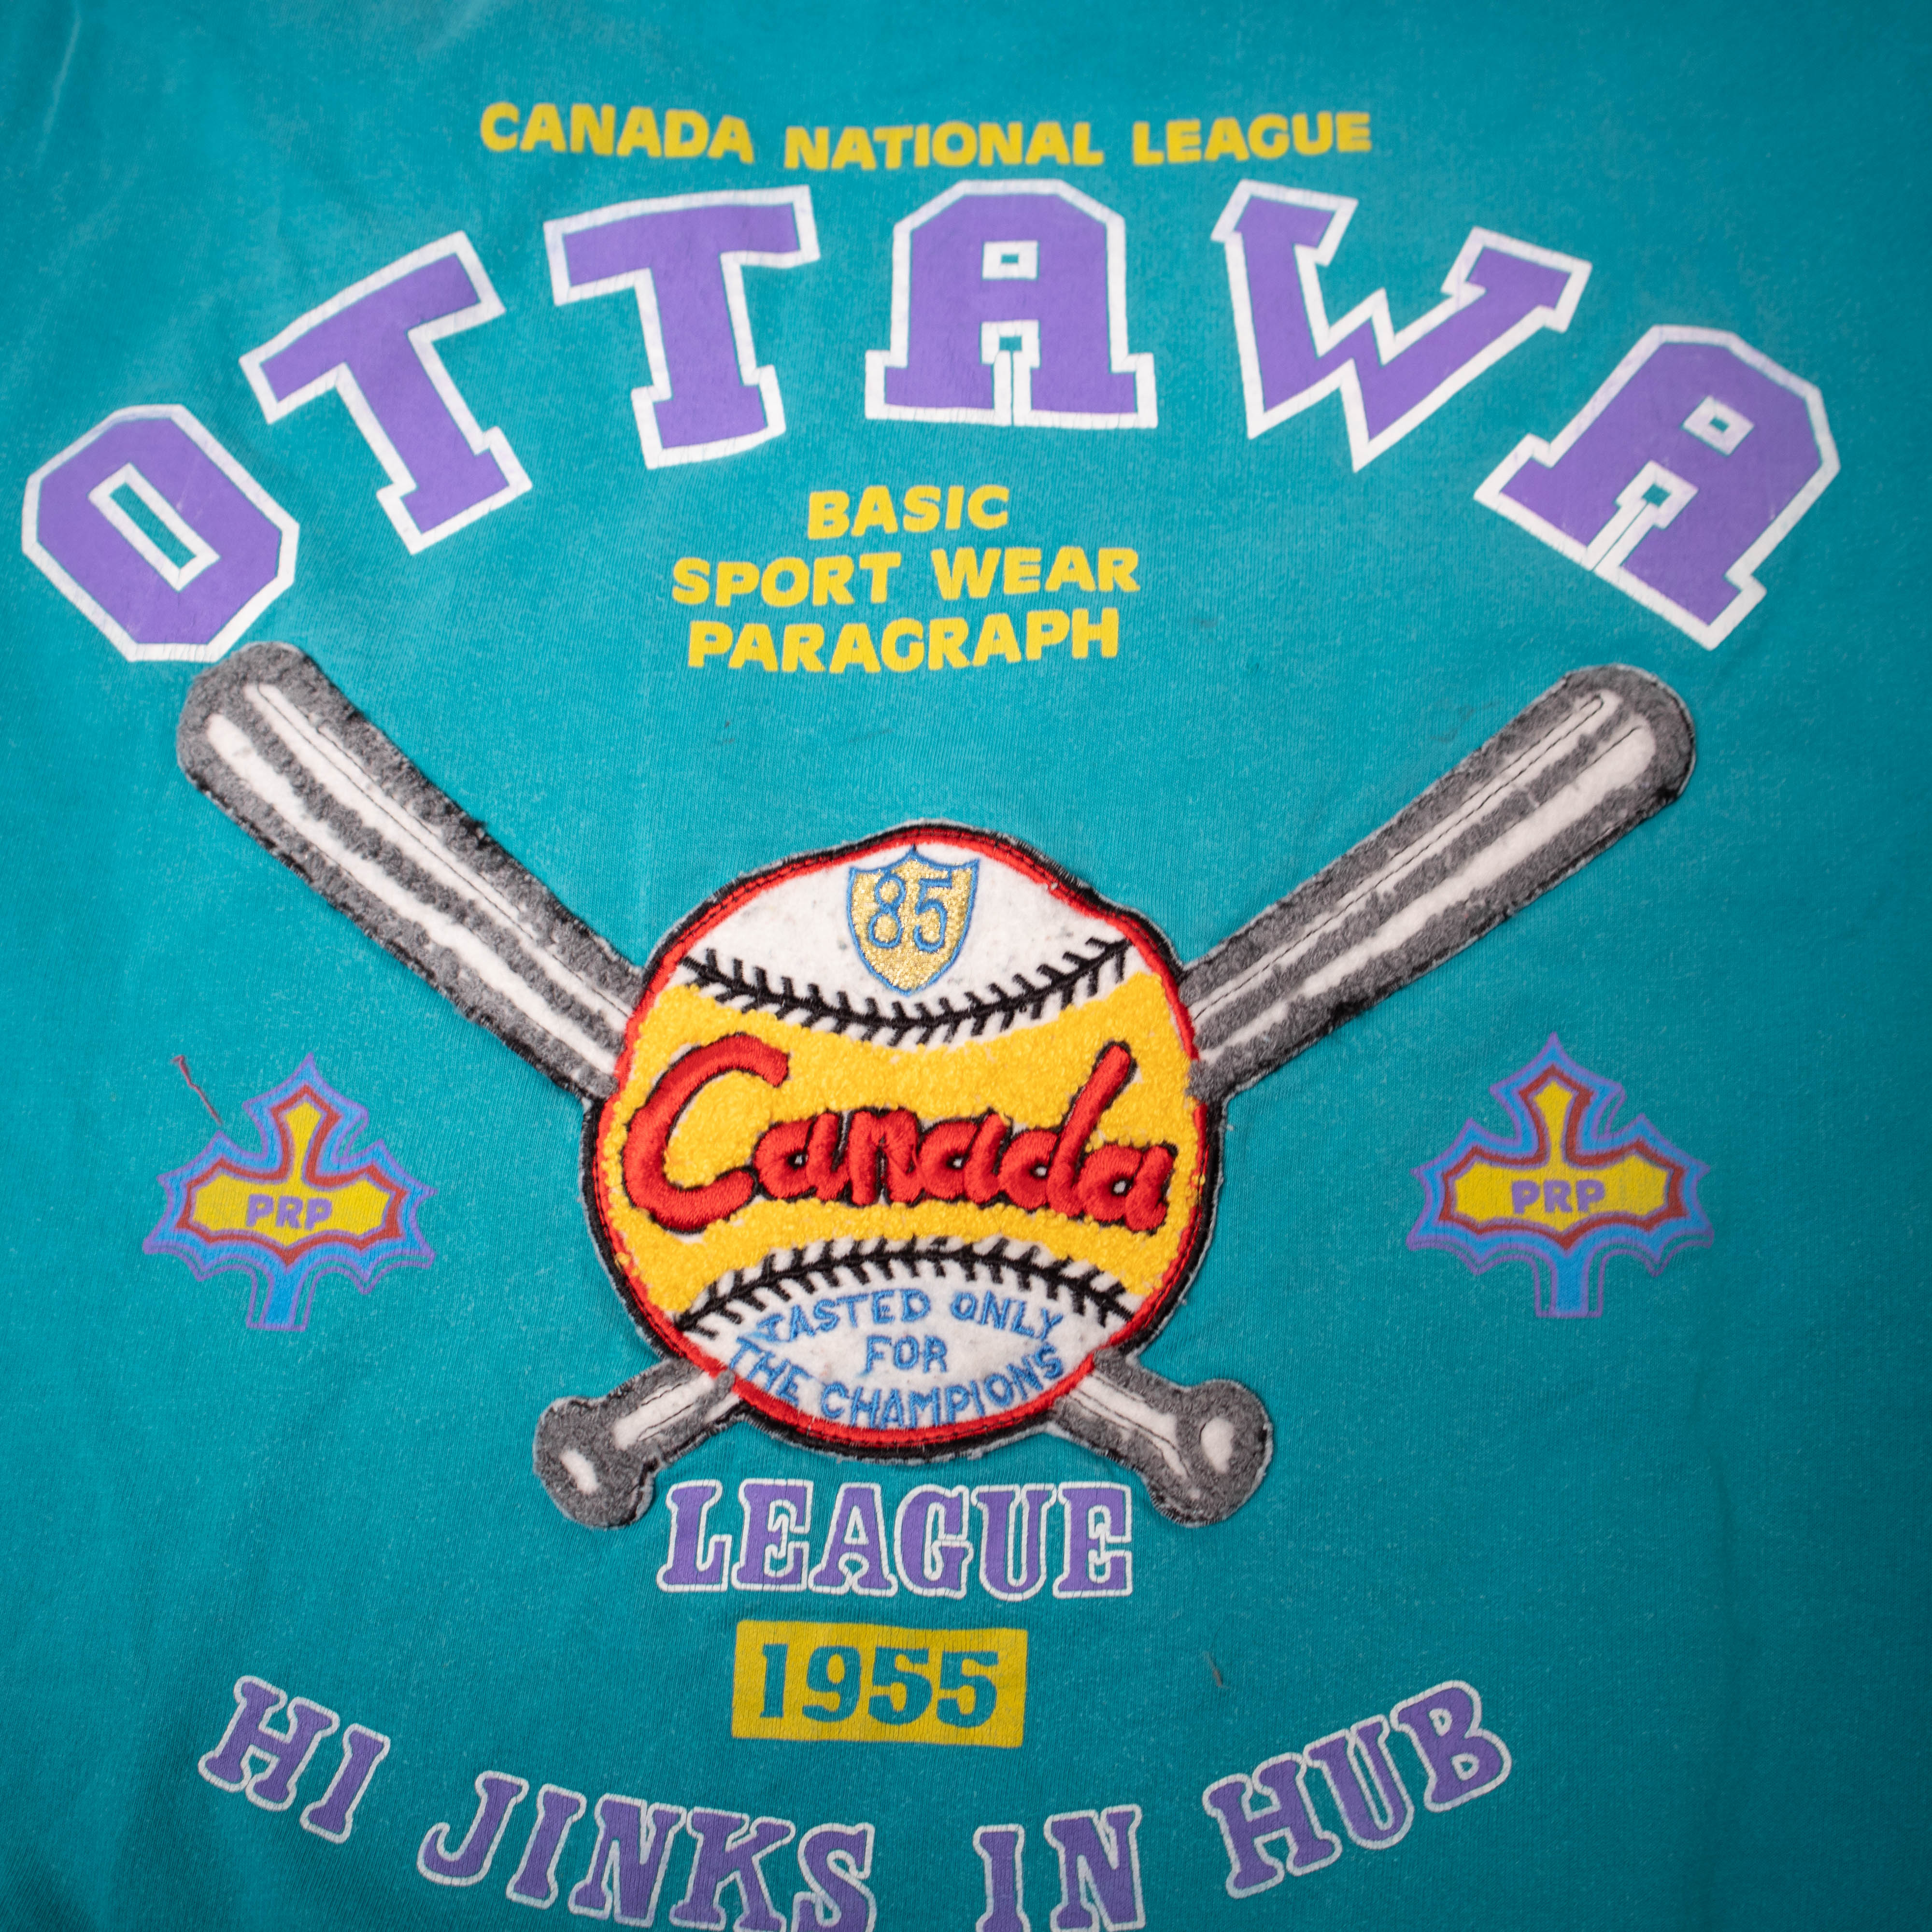 CANADA NATIONAL LEAGUE
OTTAWA
BASIC
SPORT WEAR
PARAGRAPH
85
Canada
PRP
PRP
TASTED ONLY
FOR
THE CHAMPIONS
LEAGUE
1955
HI JINKS IN HUB